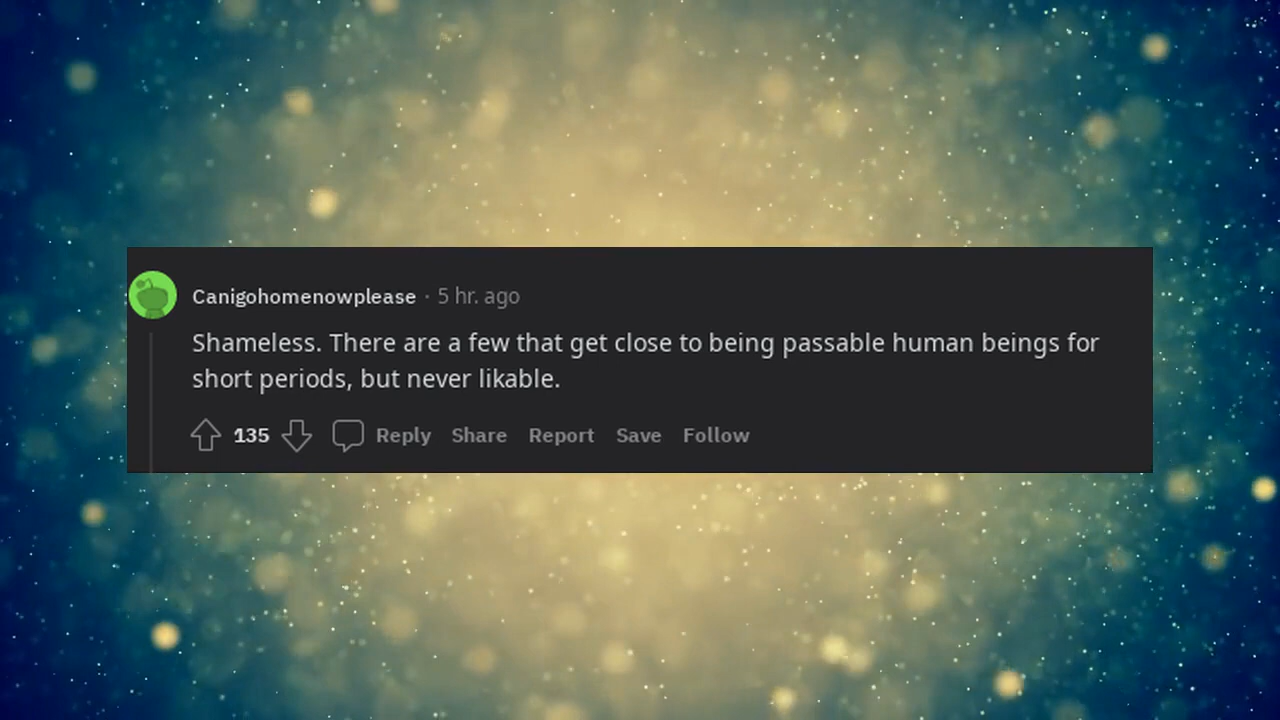 Canigohomenowplease · 5 hr. ago
Shameless. There are a few that get close to being passable human beings for
short periods, but never likable.
135 Reply Share Report Save Follow